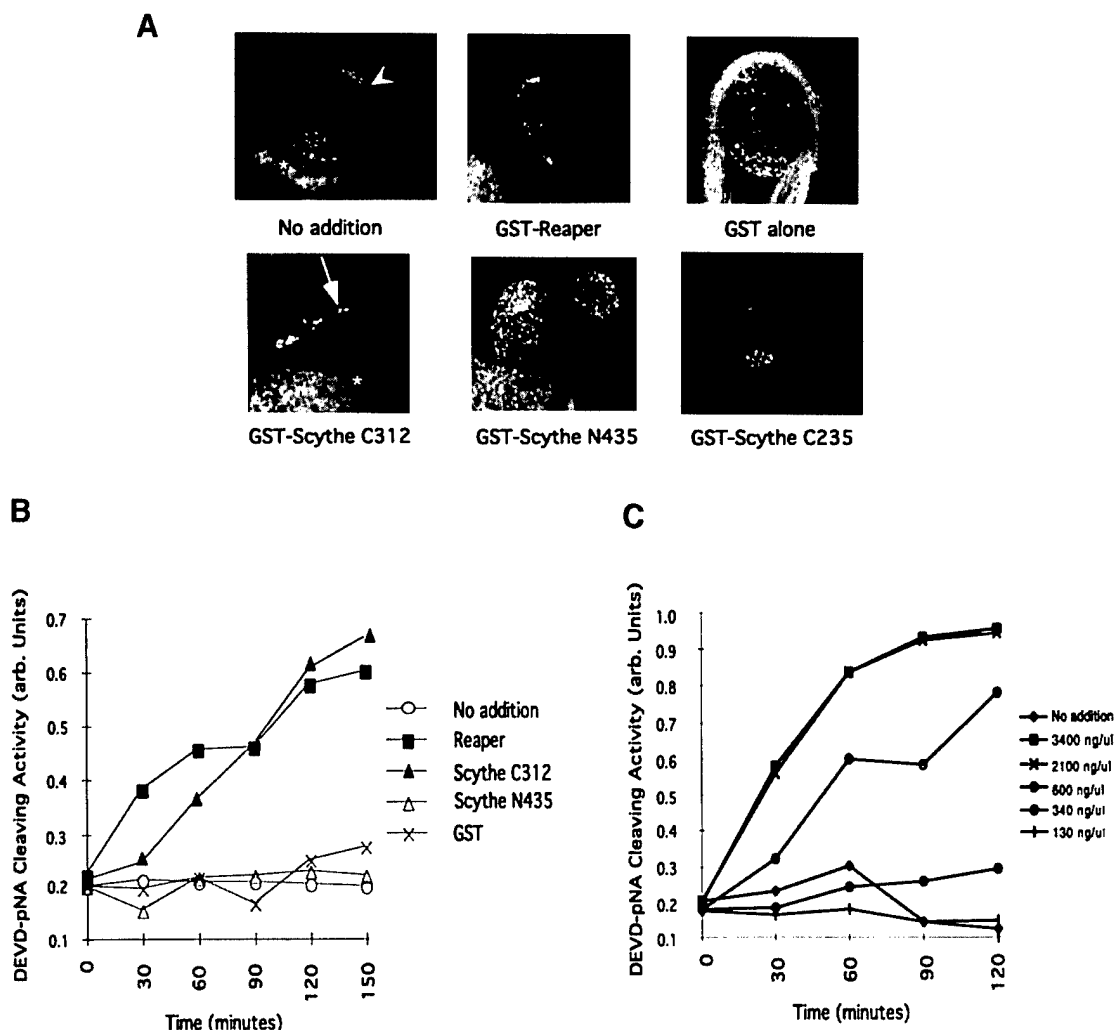 A
No addition
GST-Reaper
GST alone
GST-Scythe C312
GST-Scythe N435
GST-Scythe C235
B
DEVD-pNA Cleaving Activity (arb. Units)
0.7
0.6
0.5
0.4
0.3
0.2
0.1
0
30
60
90
120
150
Time (minutes)
No addition
Reaper
Scythe C312
Scythe N435
GST
C
DEVD-pNA Cleaving Activity (arb. Units)
1.0
0.9
0.8
0.7
0.6
0.5
0.4
0.3
0.2
0.1
0
30
60
90
120
Time (minutes)
No addition
3400 ng/ul
2100 ng/ul
600 ng/ul
340 ng/ul
130 ng/ul